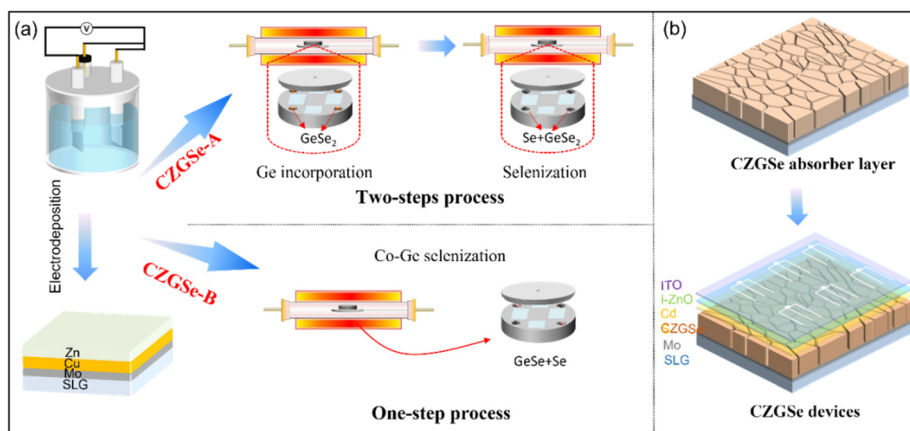 (a)
V
Electrodeposition
Zn
Cu
Mo
SLG
CZGSe-A
GeSe2
Ge incorporation
Se+GeSe2
Selenization
Two-steps process
CZGSe-B
Co-Ge selenization
GeSe+Se
One-step process
(b)
CZGSe absorber layer
ITO
i-ZnO
Cd
CZGS
Mo
SLG
CZGSe devices